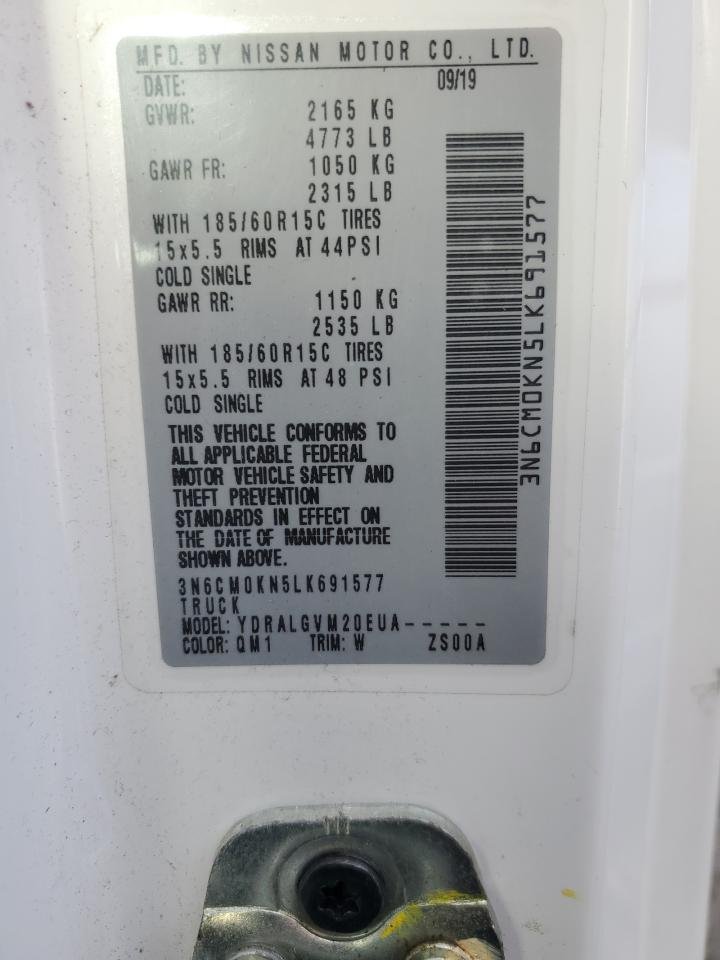 MFD. BY NISSAN MOTOR CO., LTD.
DATE: 09/19
GVWR: 2165 KG
4773 LB
GAWR FR: 1050 KG
2315 LB
WITH 185/60R15C TIRES
15x5.5 RIMS AT 44PSI
COLD SINGLE
GAWR RR: 1150 KG
2535 LB
WITH 185/60R15C TIRES
15x5.5 RIMS AT 48 PSI
COLD SINGLE
THIS VEHICLE CONFORMS TO
ALL APPLICABLE FEDERAL
MOTOR VEHICLE SAFETY AND
THEFT PREVENTION
STANDARDS IN EFFECT ON
THE DATE OF MANUFACTURE
SHOWN ABOVE.
3N6CM0KN5LK691577
TRUCK
MODEL: YDRALGVM20EUA-----
COLOR: QM1 TRIM: W ZS00A
3N6CM0KN5LK691577